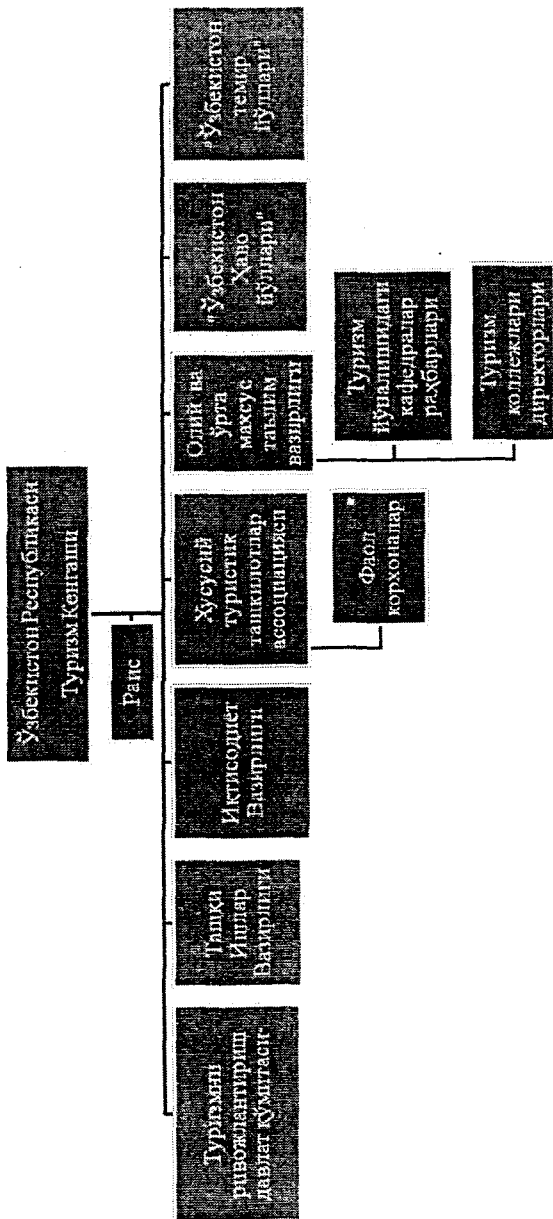 Ўзбекистон Республикаси
Туризм Кенгаши
Раис
Туризмни
ривожлантириш
давлат қўмитаси
Ташқи
Ишлар
Вазирлиги
Иқтисодиёт
Вазирлиги
Хусусий
туристик
ташкилотлар
ассоциацияси
Фаол
корхоналар
Олий ва
ўрта
махсус
таълим
вазирлиги
Туризм
йўналишидаги
кафедралар
раҳбарлари
Туризм
коллежлари
директорлари
"Ўзбекистон
Ҳаво
йўллари"
"Ўзбекистон
темир
йўллари"